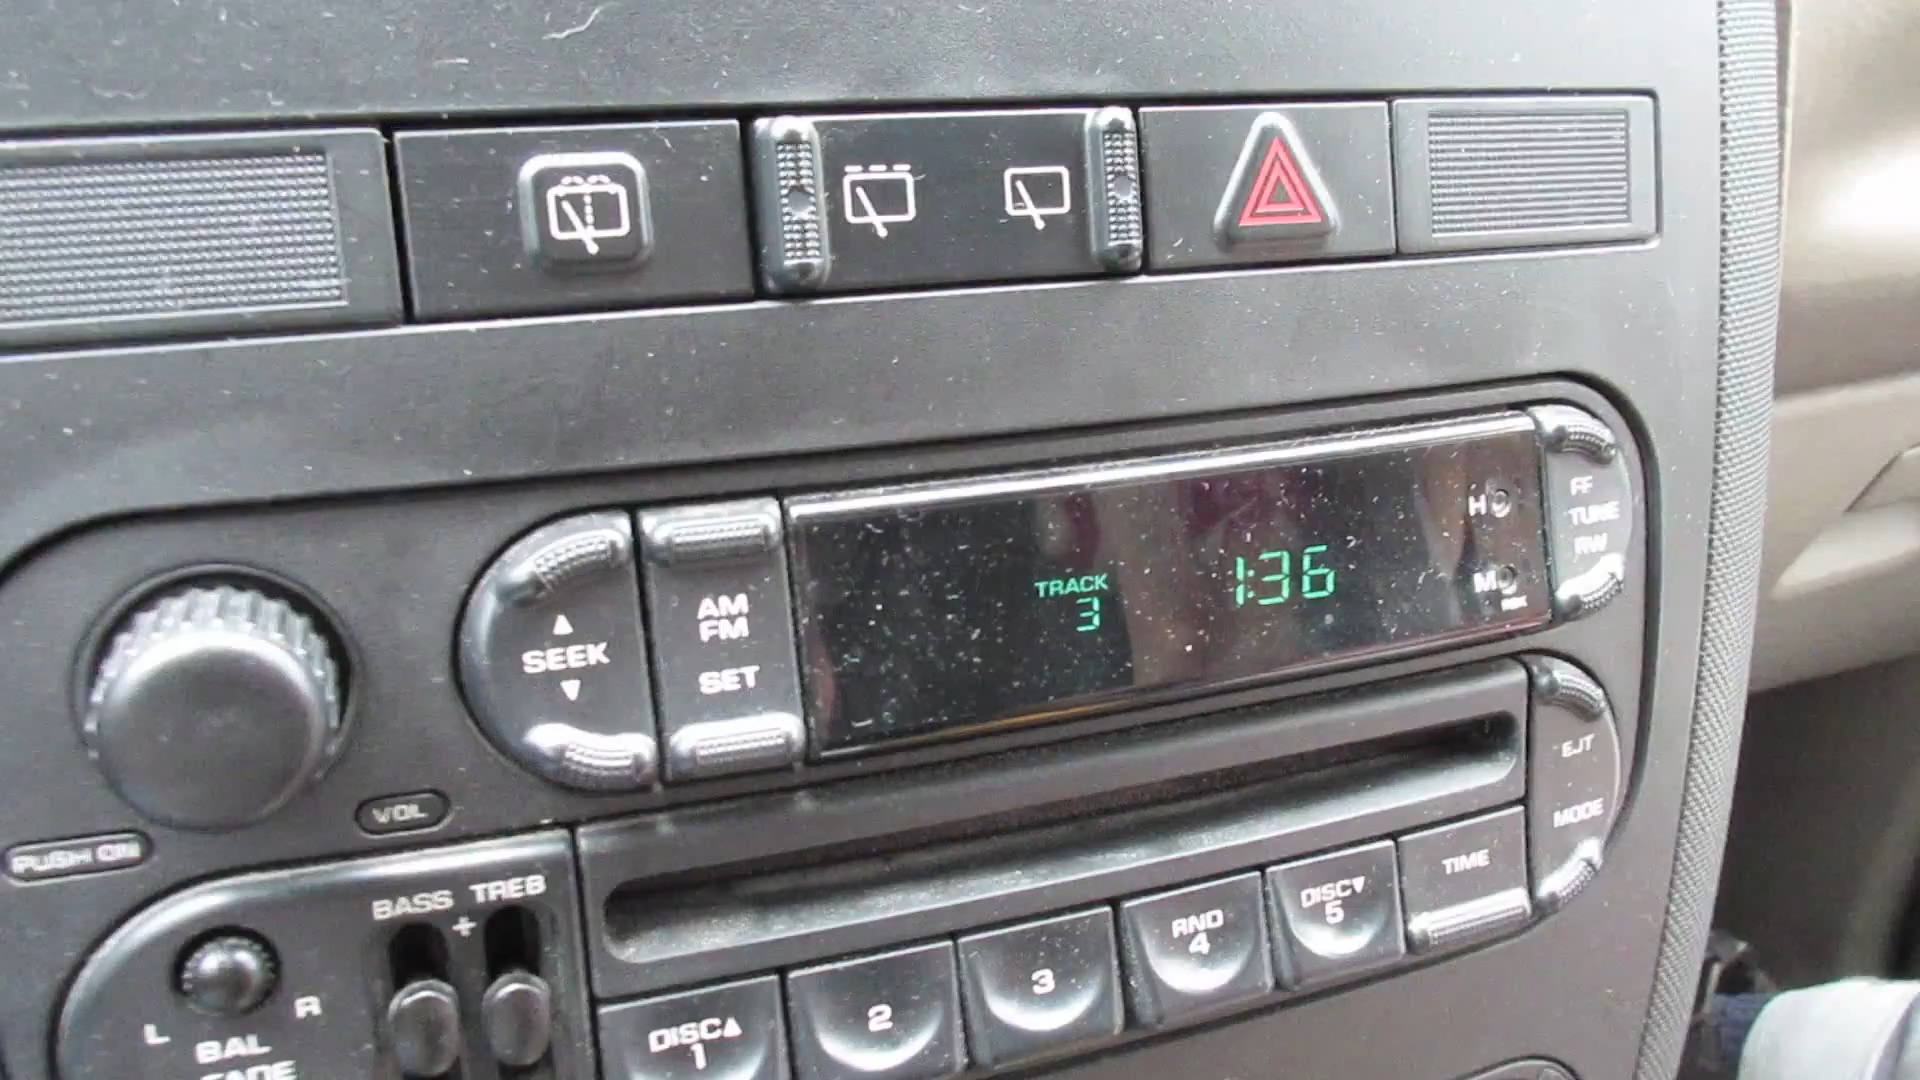 H
FF
TUNE
RW
TRACK
3
1:36
M
AM
FM
SET
SEEK
EJT
MODE
VOL
PUSH ON
BASS TREB
+
TIME
DISC
5
RND
4
3
2
DISC
1
L
R
BAL
FADE